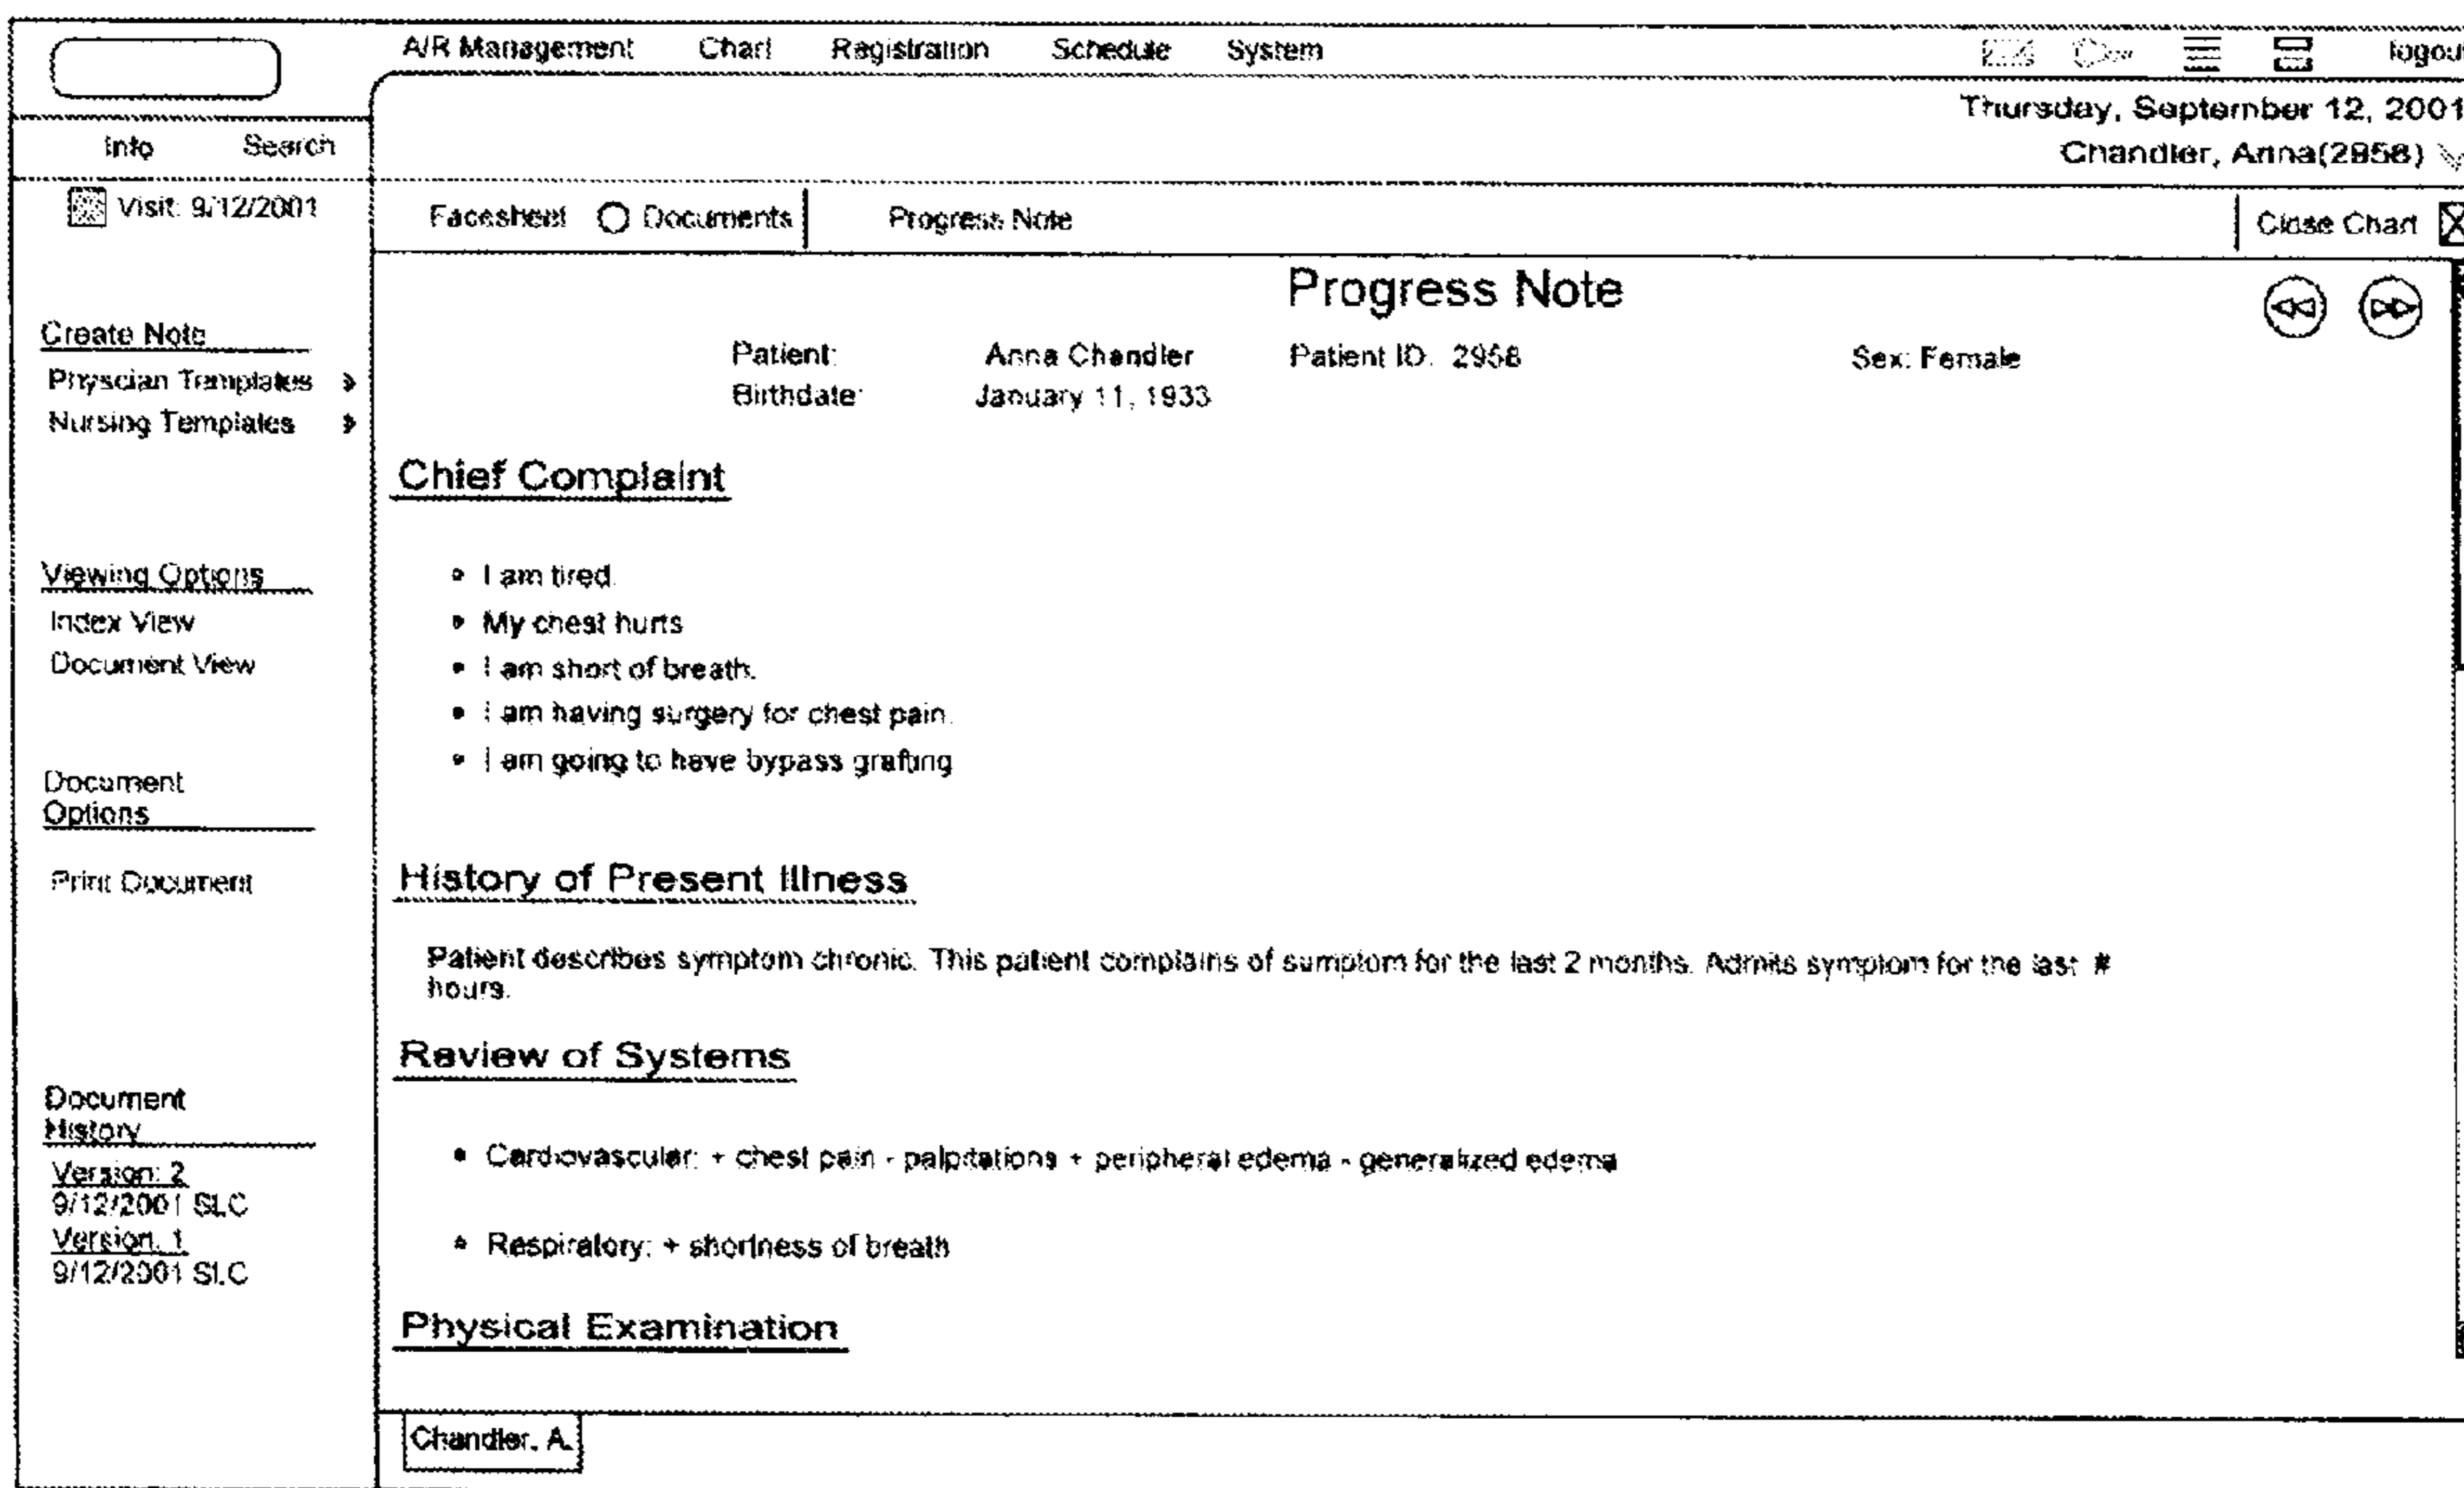 A/R Management Chart Registration Schedule System logout
Thursday, September 12, 2001
Info Search
Chandler, Anna(2958)
Visit: 9/12/2001
Facesheet Documents Progress Note Close Chart
Progress Note
Create Note
Physcian Templates
Nursing Templates
Patient: Anna Chandler Patient ID: 2958 Sex: Female
Birthdate: January 11, 1933
Chief Complaint
Viewing Options
Index View
Document View
• I am tired.
• My chest hurts
• I am short of breath.
• I am having surgery for chest pain.
• I am going to have bypass grafting
Document
Options
Print Document
History of Present Illness
Patient describes symptom chronic. This patient complains of sumptom for the last 2 months. Admits symptom for the last #
hours.
Review of Systems
Document
History
Version: 2
9/12/2001 SLC
Version: 1
9/12/2001 SLC
• Cardiovascular: + chest pain - palpitations + peripheral edema - generalized edema
• Respiratory: + shortness of breath
Physical Examination
Chandler, A.